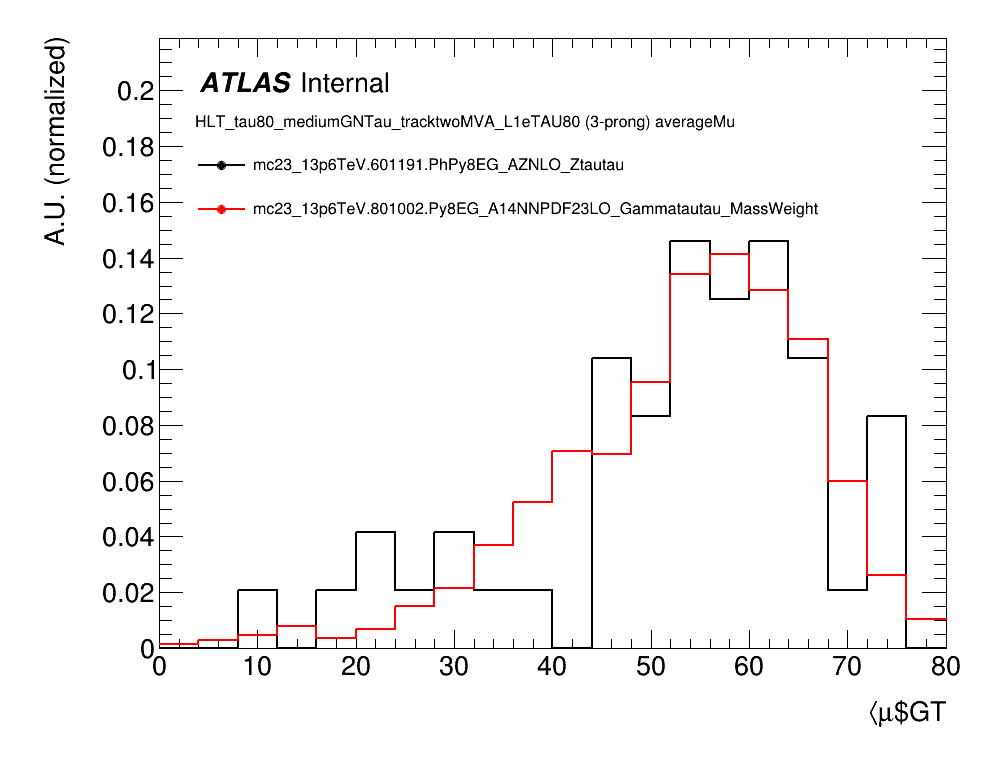 A.U. (normalized)
ATLAS Internal
HLT_tau80_mediumGNTau_tracktwoMVA_L1eTAU80 (3-prong) averageMu
mc23_13p6TeV.601191.PhPy8EG_AZNLO_Ztautau
mc23_13p6TeV.801002.Py8EG_A14NNPDF23LO_Gammatautau_MassWeight
0.2
0.18
0.16
0.14
0.12
0.1
0.08
0.06
0.04
0.02
0
0 10 20 30 40 50 60 70 80
⟨μ$GT